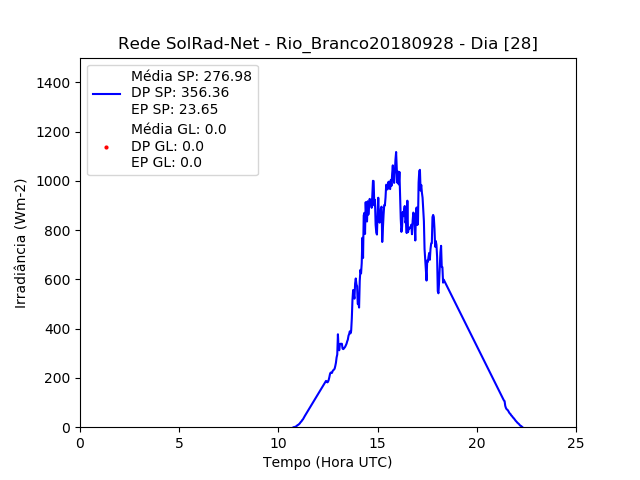 Rede SolRad-Net - Rio_Branco20180928 - Dia [28]
Média SP: 276.98
DP SP: 356.36
EP SP: 23.65
Média GL: 0.0
DP GL: 0.0
EP GL: 0.0
Irradiância (Wm-2)
1400
1200
1000
800
600
400
200
0
0 5 10 15 20 25
Tempo (Hora UTC)